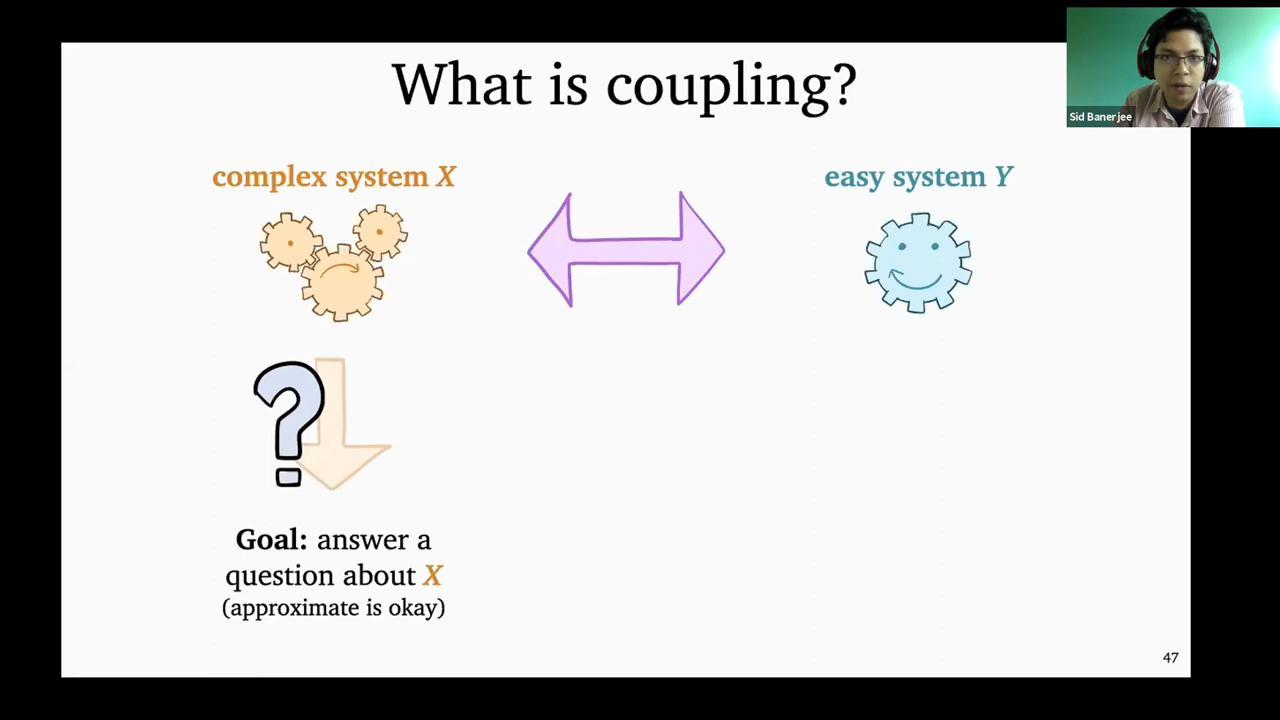 What is coupling?
Sid Banerjee
complex system X
easy system Y
?
Goal: answer a
question about X
(approximate is okay)
47